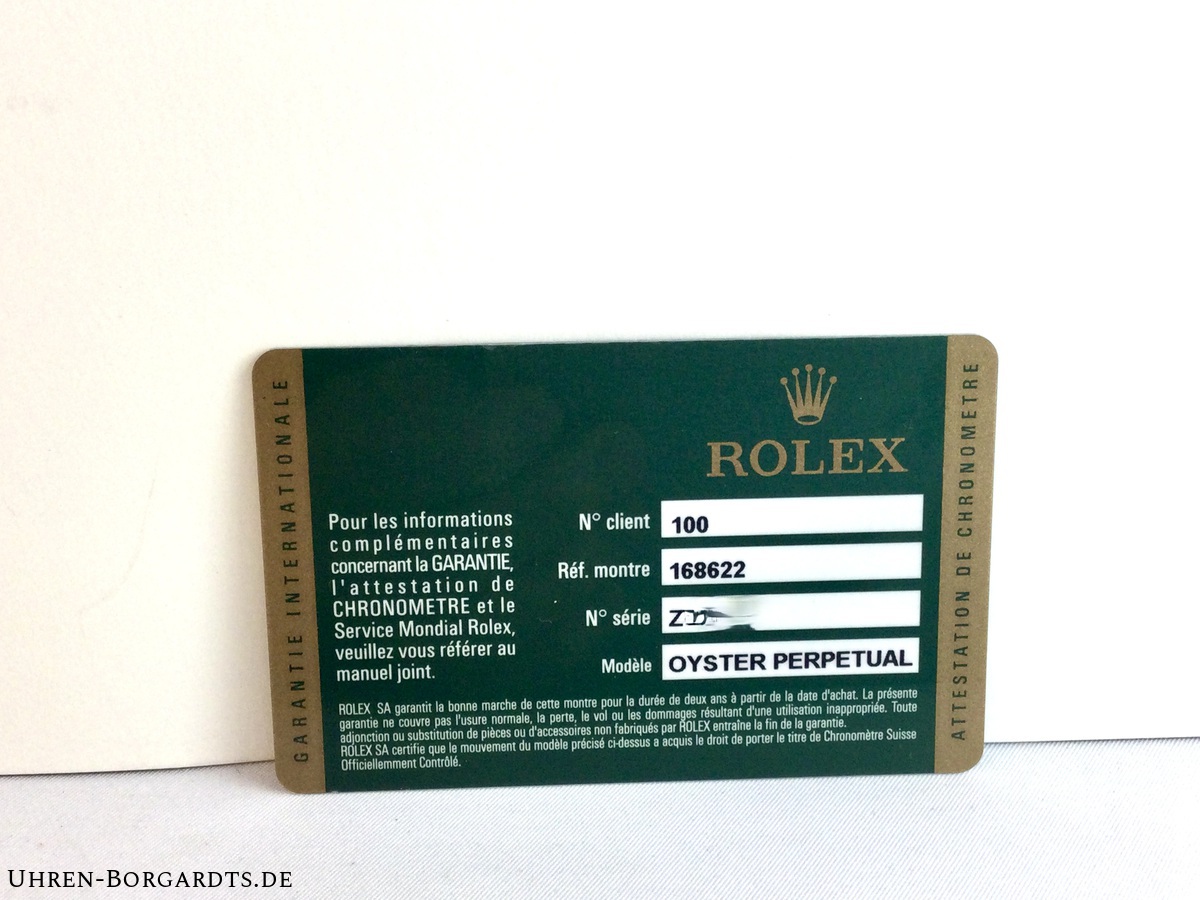 GARANTIE INTERNATIONALE
ROLEX
Pour les informations
complémentaires
concernant la GARANTIE,
l'attestation de
CHRONOMETRE et le
Service Mondial Rolex,
veuillez vous référer au
manuel joint.
N° client 100
Réf. montre 168622
N° série Z
Modèle OYSTER PERPETUAL
ROLEX SA garantit la bonne marche de cette montre pour la durée de deux ans à partir de la date d'achat. La présente
garantie ne couvre pas l'usure normale, la perte, le vol ou les dommages résultant d'une utilisation inappropriée. Toute
adjonction ou substitution de pièces ou d'accessoires non fabriqués par ROLEX entraîne la fin de la garantie.
ROLEX SA certifie que le mouvement du modèle précisé ci-dessus a acquis le droit de porter le titre de Chronomètre Suisse
Officiellemment Contrôlé.
ATTESTATION DE CHRONOMETRE
UHREN-BORGARDTS.DE